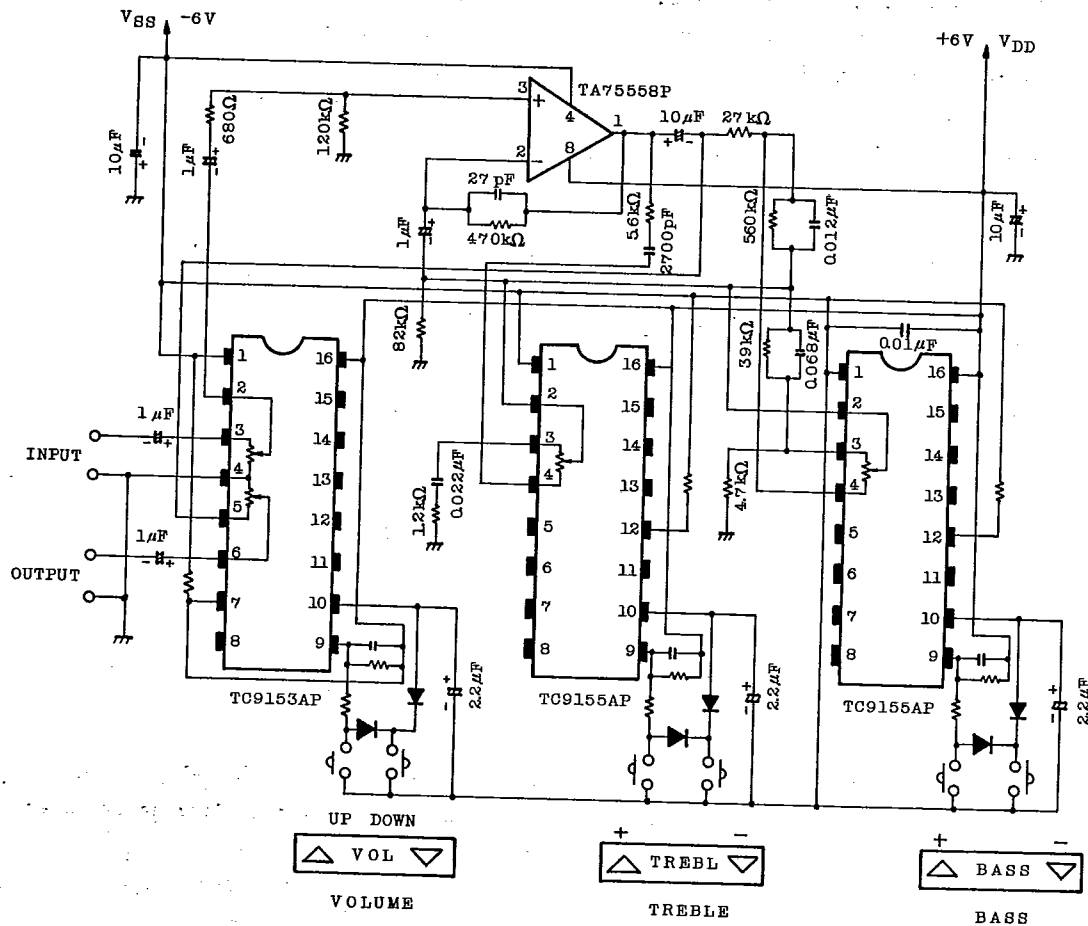 VSS -6V
+6V VDD
TA75558P
3
+
4
1
2
-
8
10μF
- +
1μF
- +
680Ω
120kΩ
10μF
+ -
27kΩ
27pF
470kΩ
1μF
- +
5.6kΩ
2700pF
560kΩ
0.012μF
10μF
+ -
82kΩ
39kΩ
0.068μF
0.01μF
1
2
3
4
5
6
7
8
16
15
14
13
12
11
10
9
TC9153AP
1μF
- +
INPUT
1μF
- +
OUTPUT
1
2
3
4
5
6
7
8
16
15
14
13
12
11
10
9
TC9155AP
1.2kΩ
0.022μF
1
2
3
4
5
6
7
8
16
15
14
13
12
11
10
9
TC9155AP
4.7kΩ
+
-
2.2μF
+
-
2.2μF
+
-
2.2μF
UP DOWN
VOL
VOLUME
+ -
TREBL
TREBLE
+ -
BASS
BASS